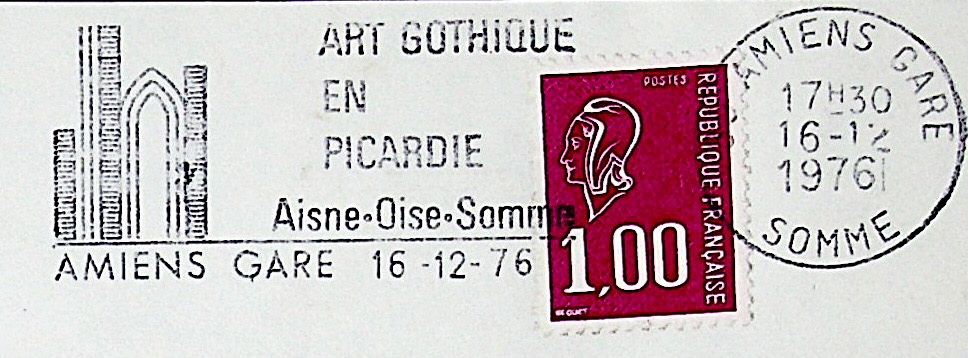 ART GOTHIQUE
EN
PICARDIE
Aisne•Oise•Somme
AMIENS GARE 16 -12- 76
POSTES
REPUBLIQUE FRANÇAISE
1,00
AMIENS GARE
17H30
16-12
1976
SOMME